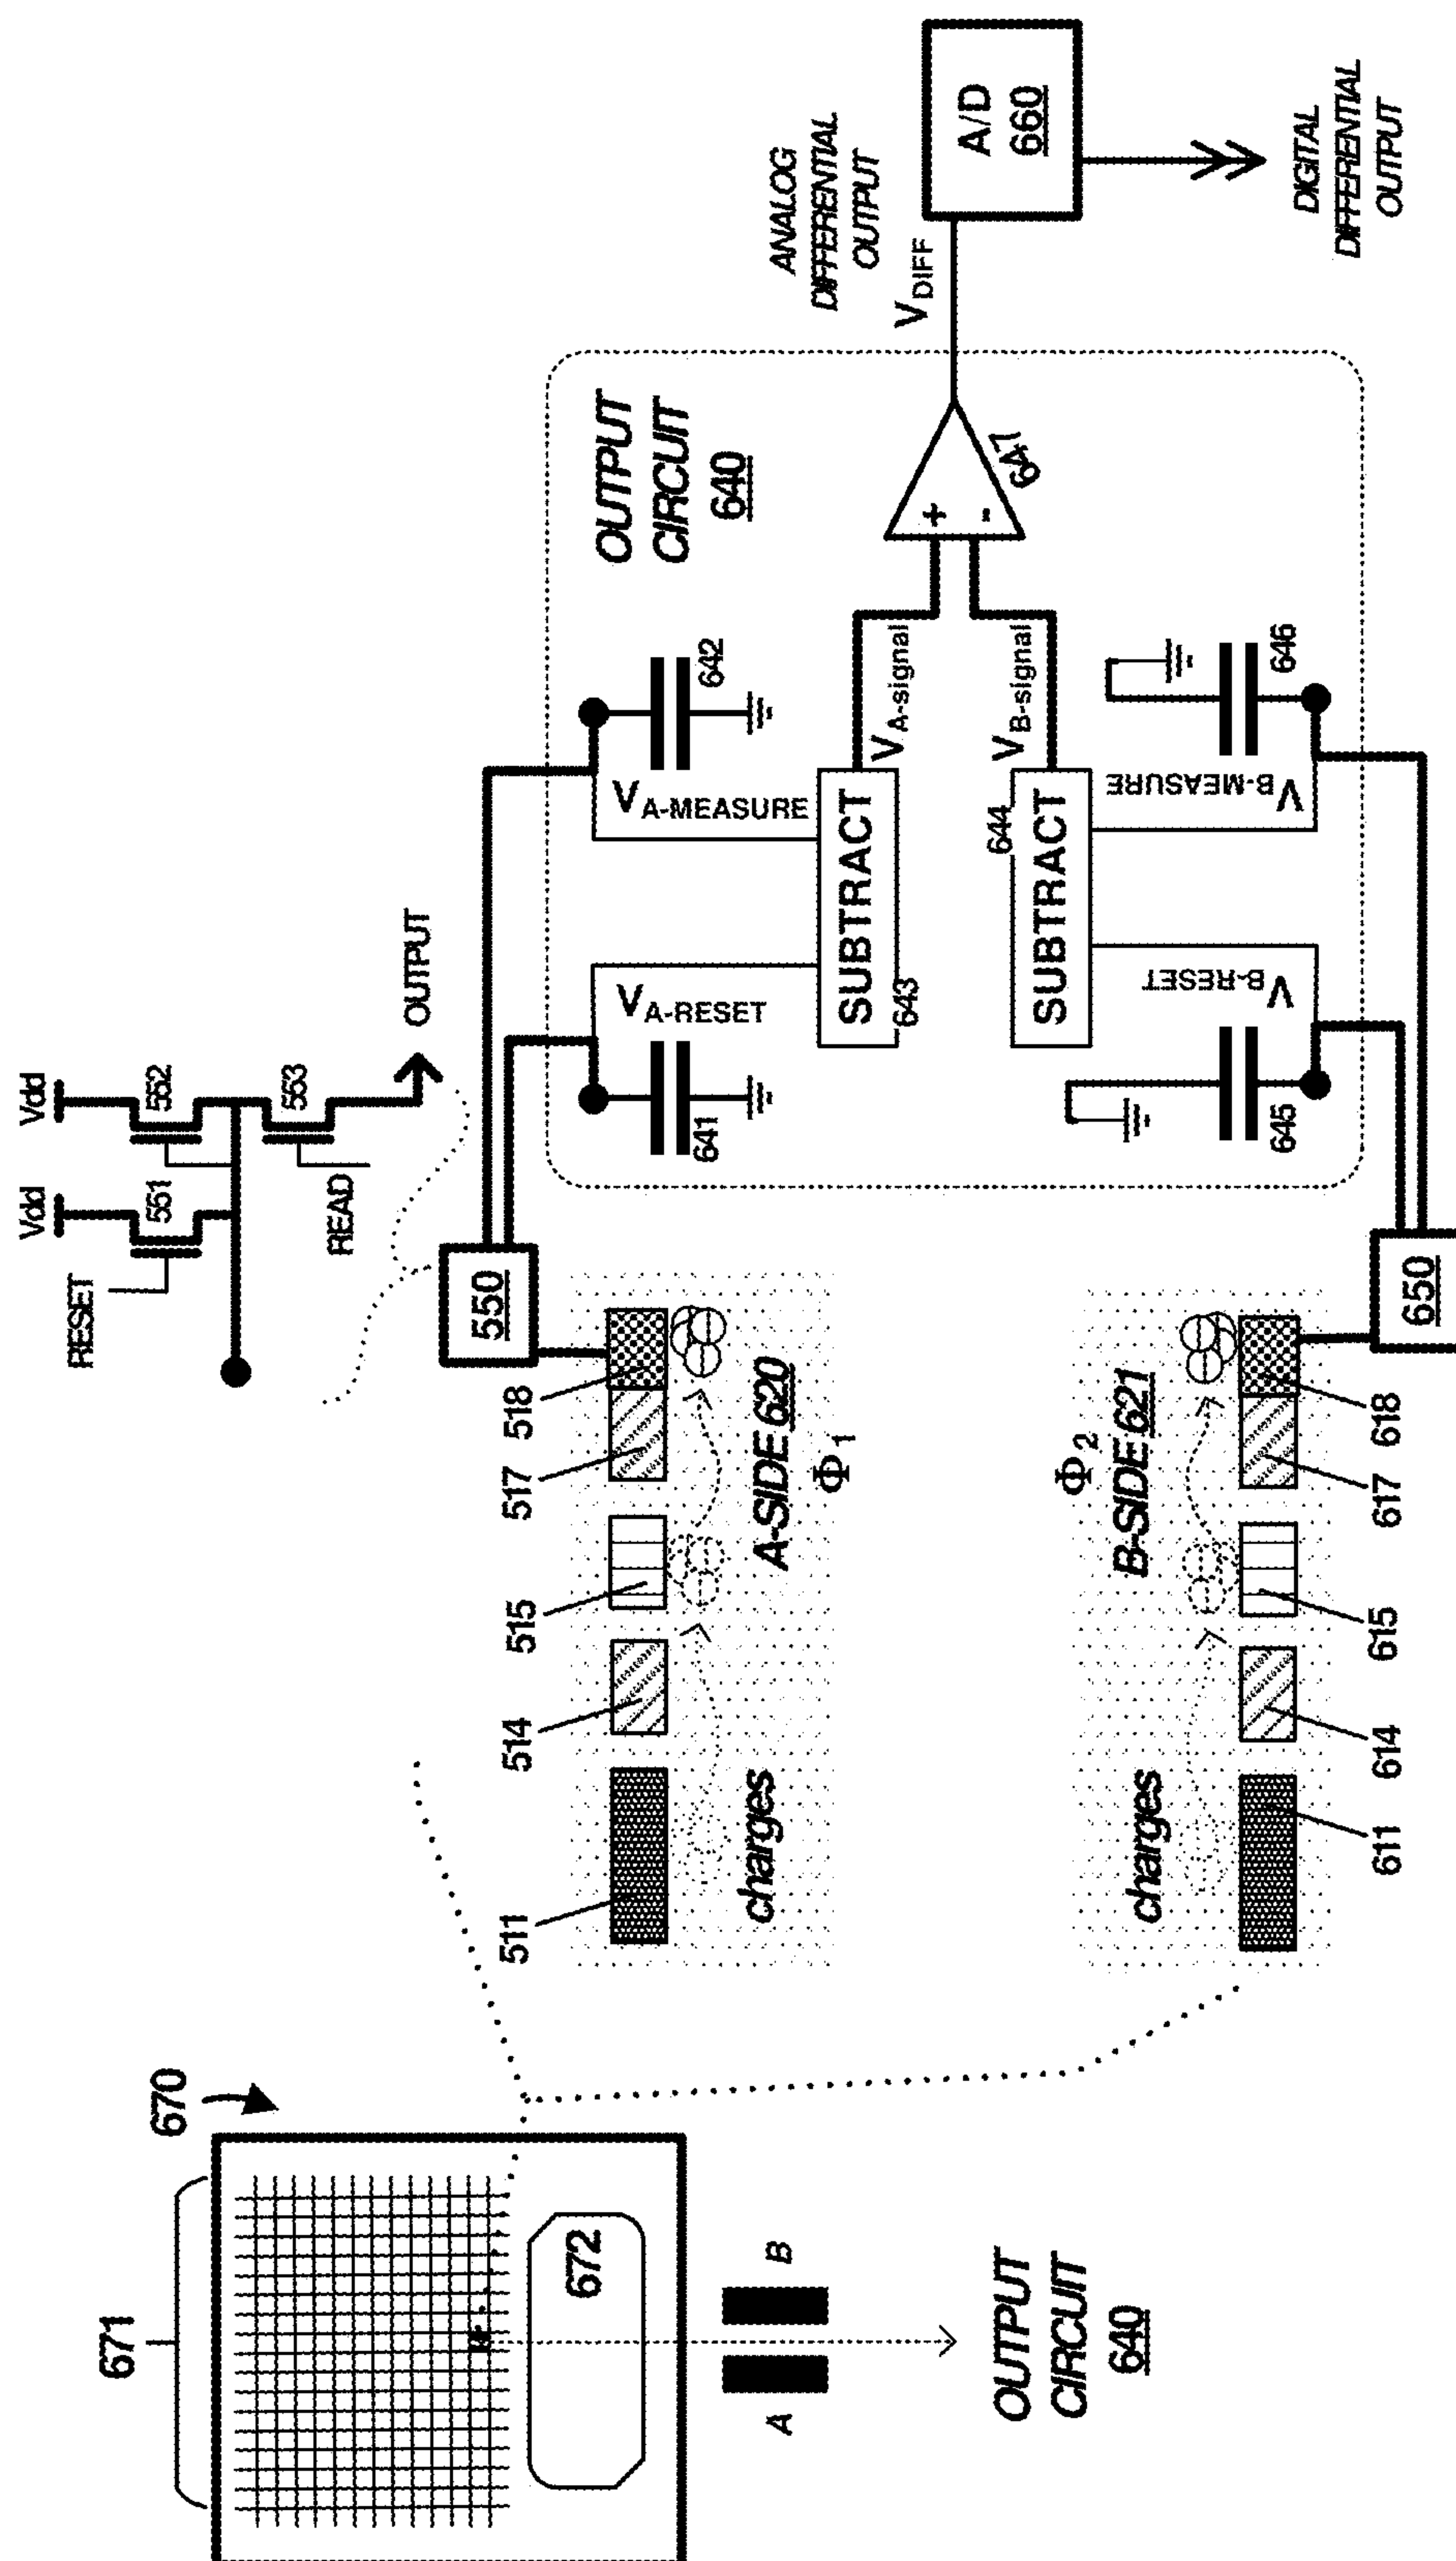 671
670
672
A
B
OUTPUT
CIRCUIT
640
RESET
Vdd
551
Vdd
552
READ
553
OUTPUT
550
511
514
515
517
518
charges
A-SIDE 620
Φ1
Φ2
B-SIDE 621
charges
611
614
615
617
618
650
OUTPUT
CIRCUIT
640
641
VA-RESET
VA-MEASURE
642
SUBTRACT
643
VA-signal
SUBTRACT
644
VB-signal
VB-RESET
VB-MEASURE
645
646
+
-
647
VDIFF
ANALOG
DIFFERENTIAL
OUTPUT
A/D
660
DIGITAL
DIFFERENTIAL
OUTPUT